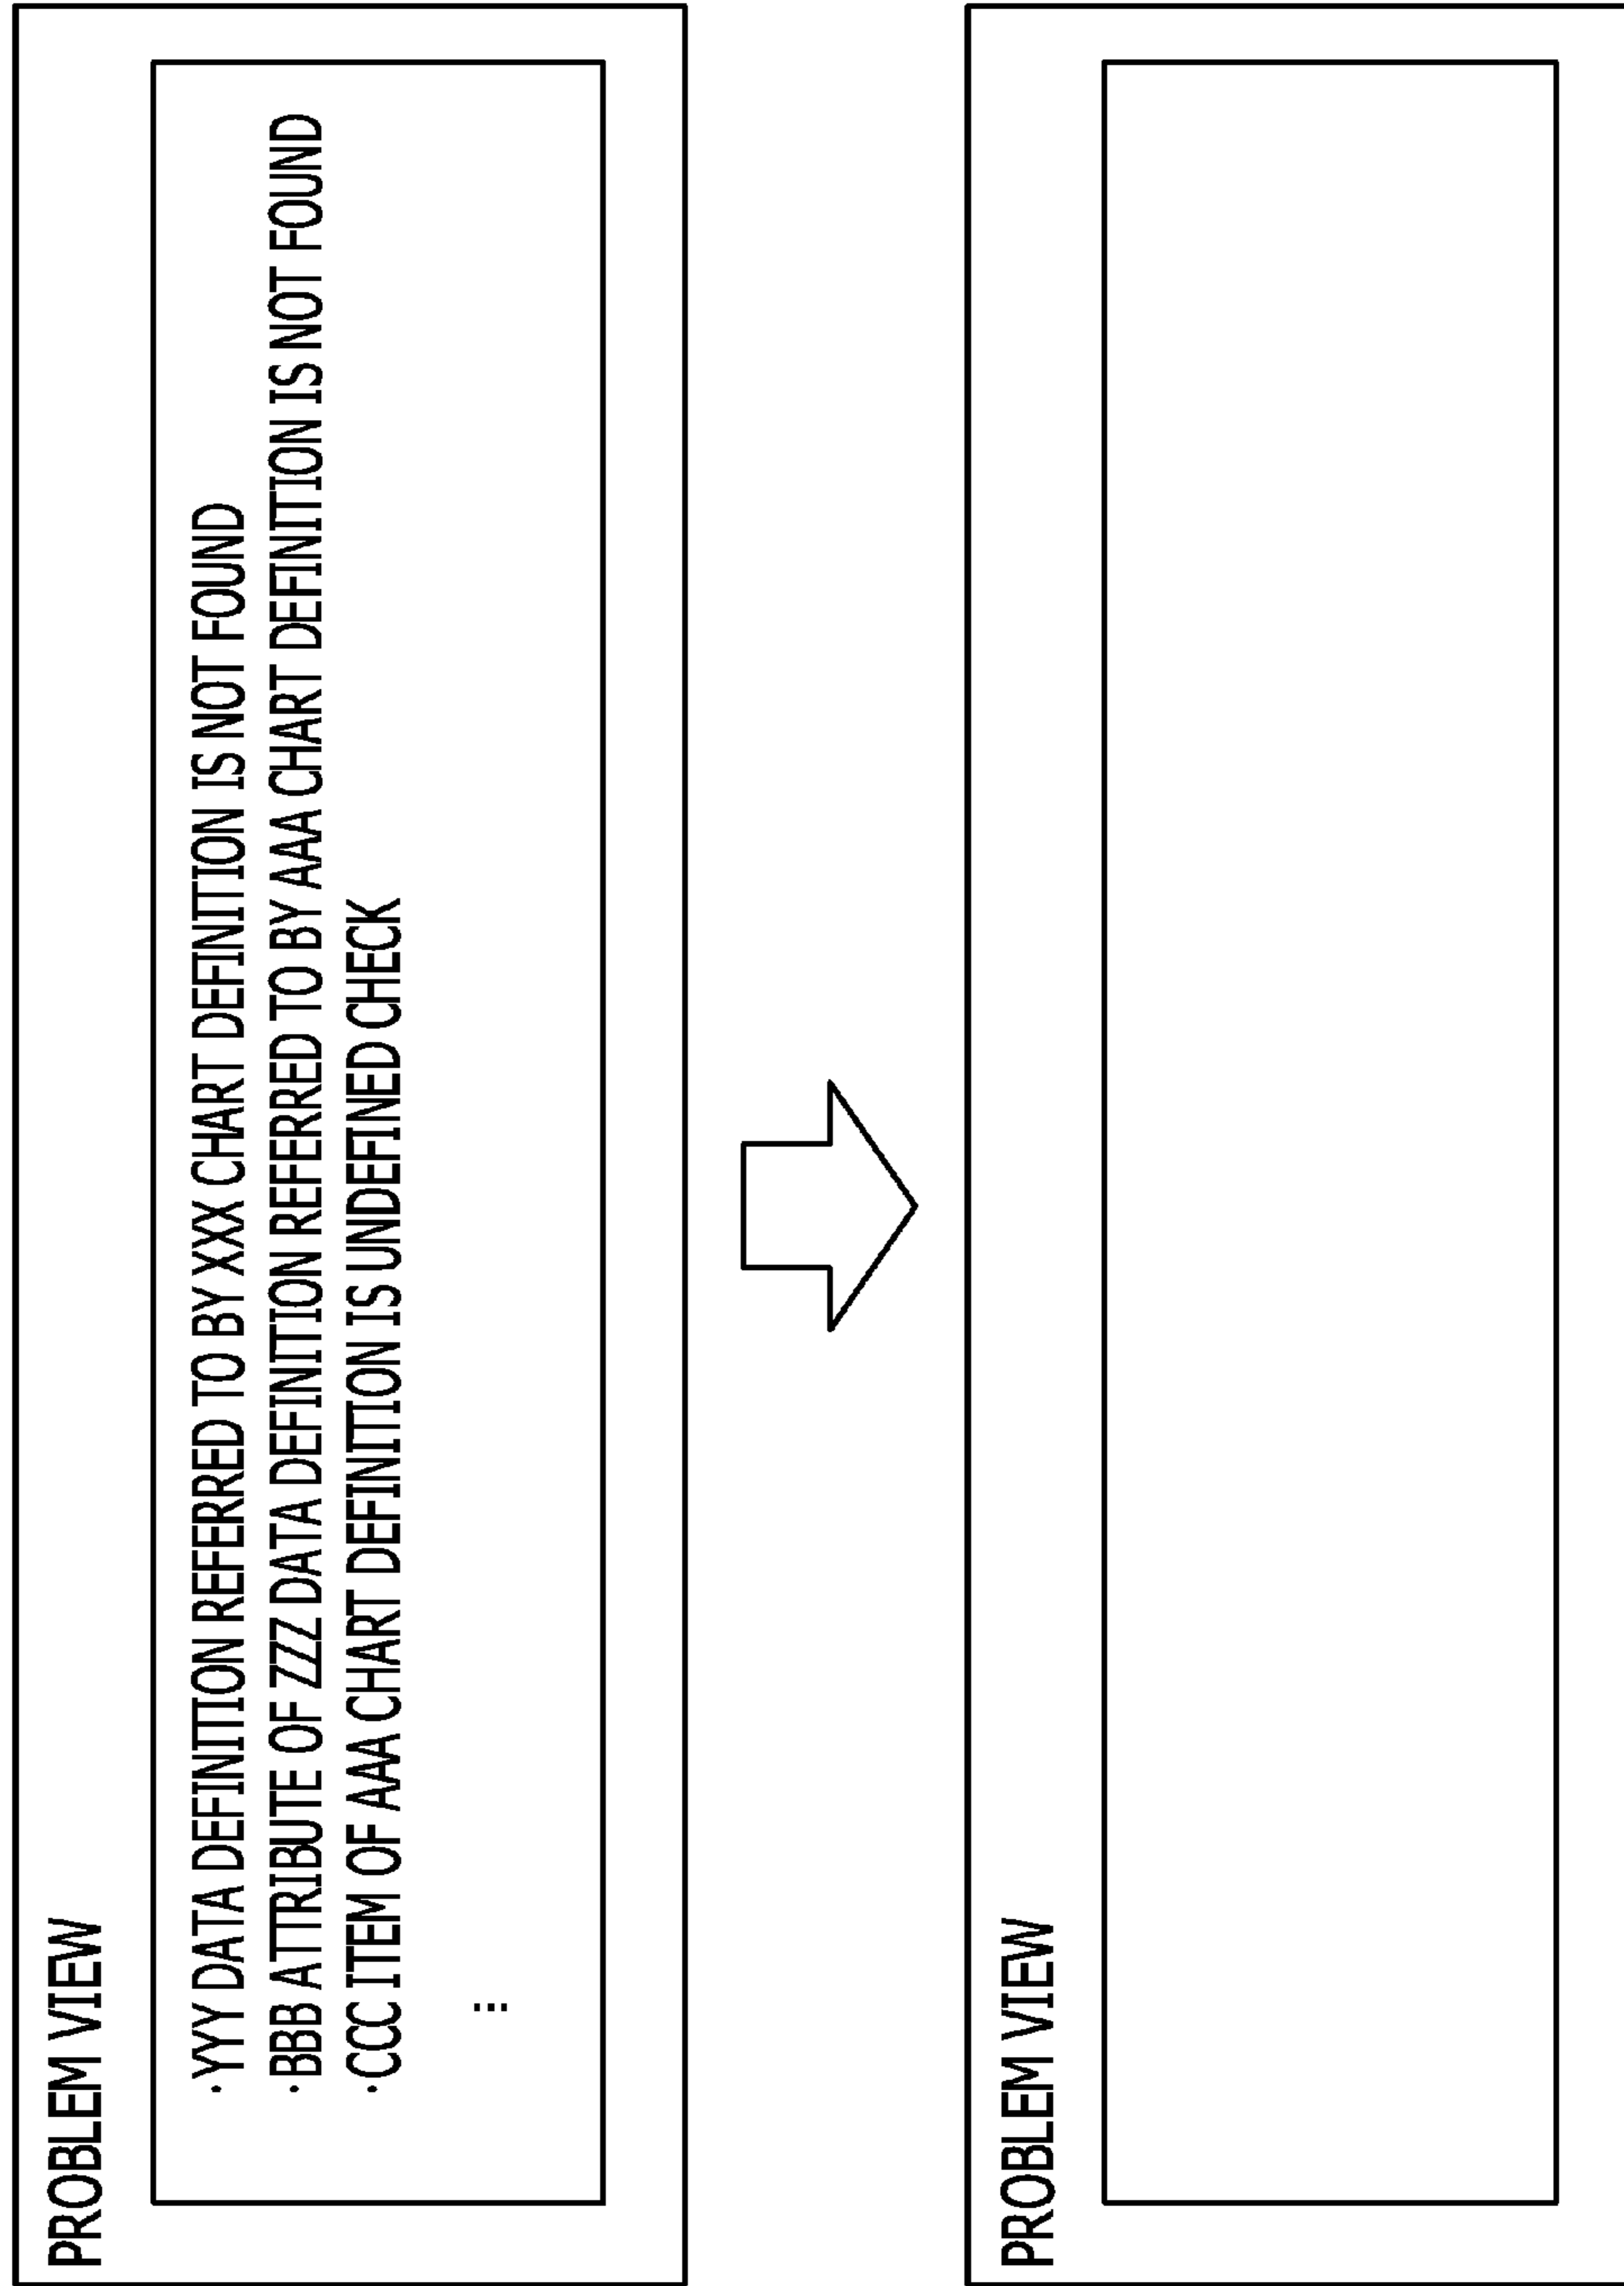 PROBLEM VIEW
·YYY DATA DEFINITION REFERRED TO BY XXX CHART DEFINITION IS NOT FOUND
·BBB ATTRIBUTE OF ZZZ DATA DEFINITION REFERRED TO BY AAA CHART DEFINITION IS NOT FOUND
·CCC ITEM OF AAA CHART DEFINITION IS UNDEFINED CHECK
⋮
PROBLEM VIEW